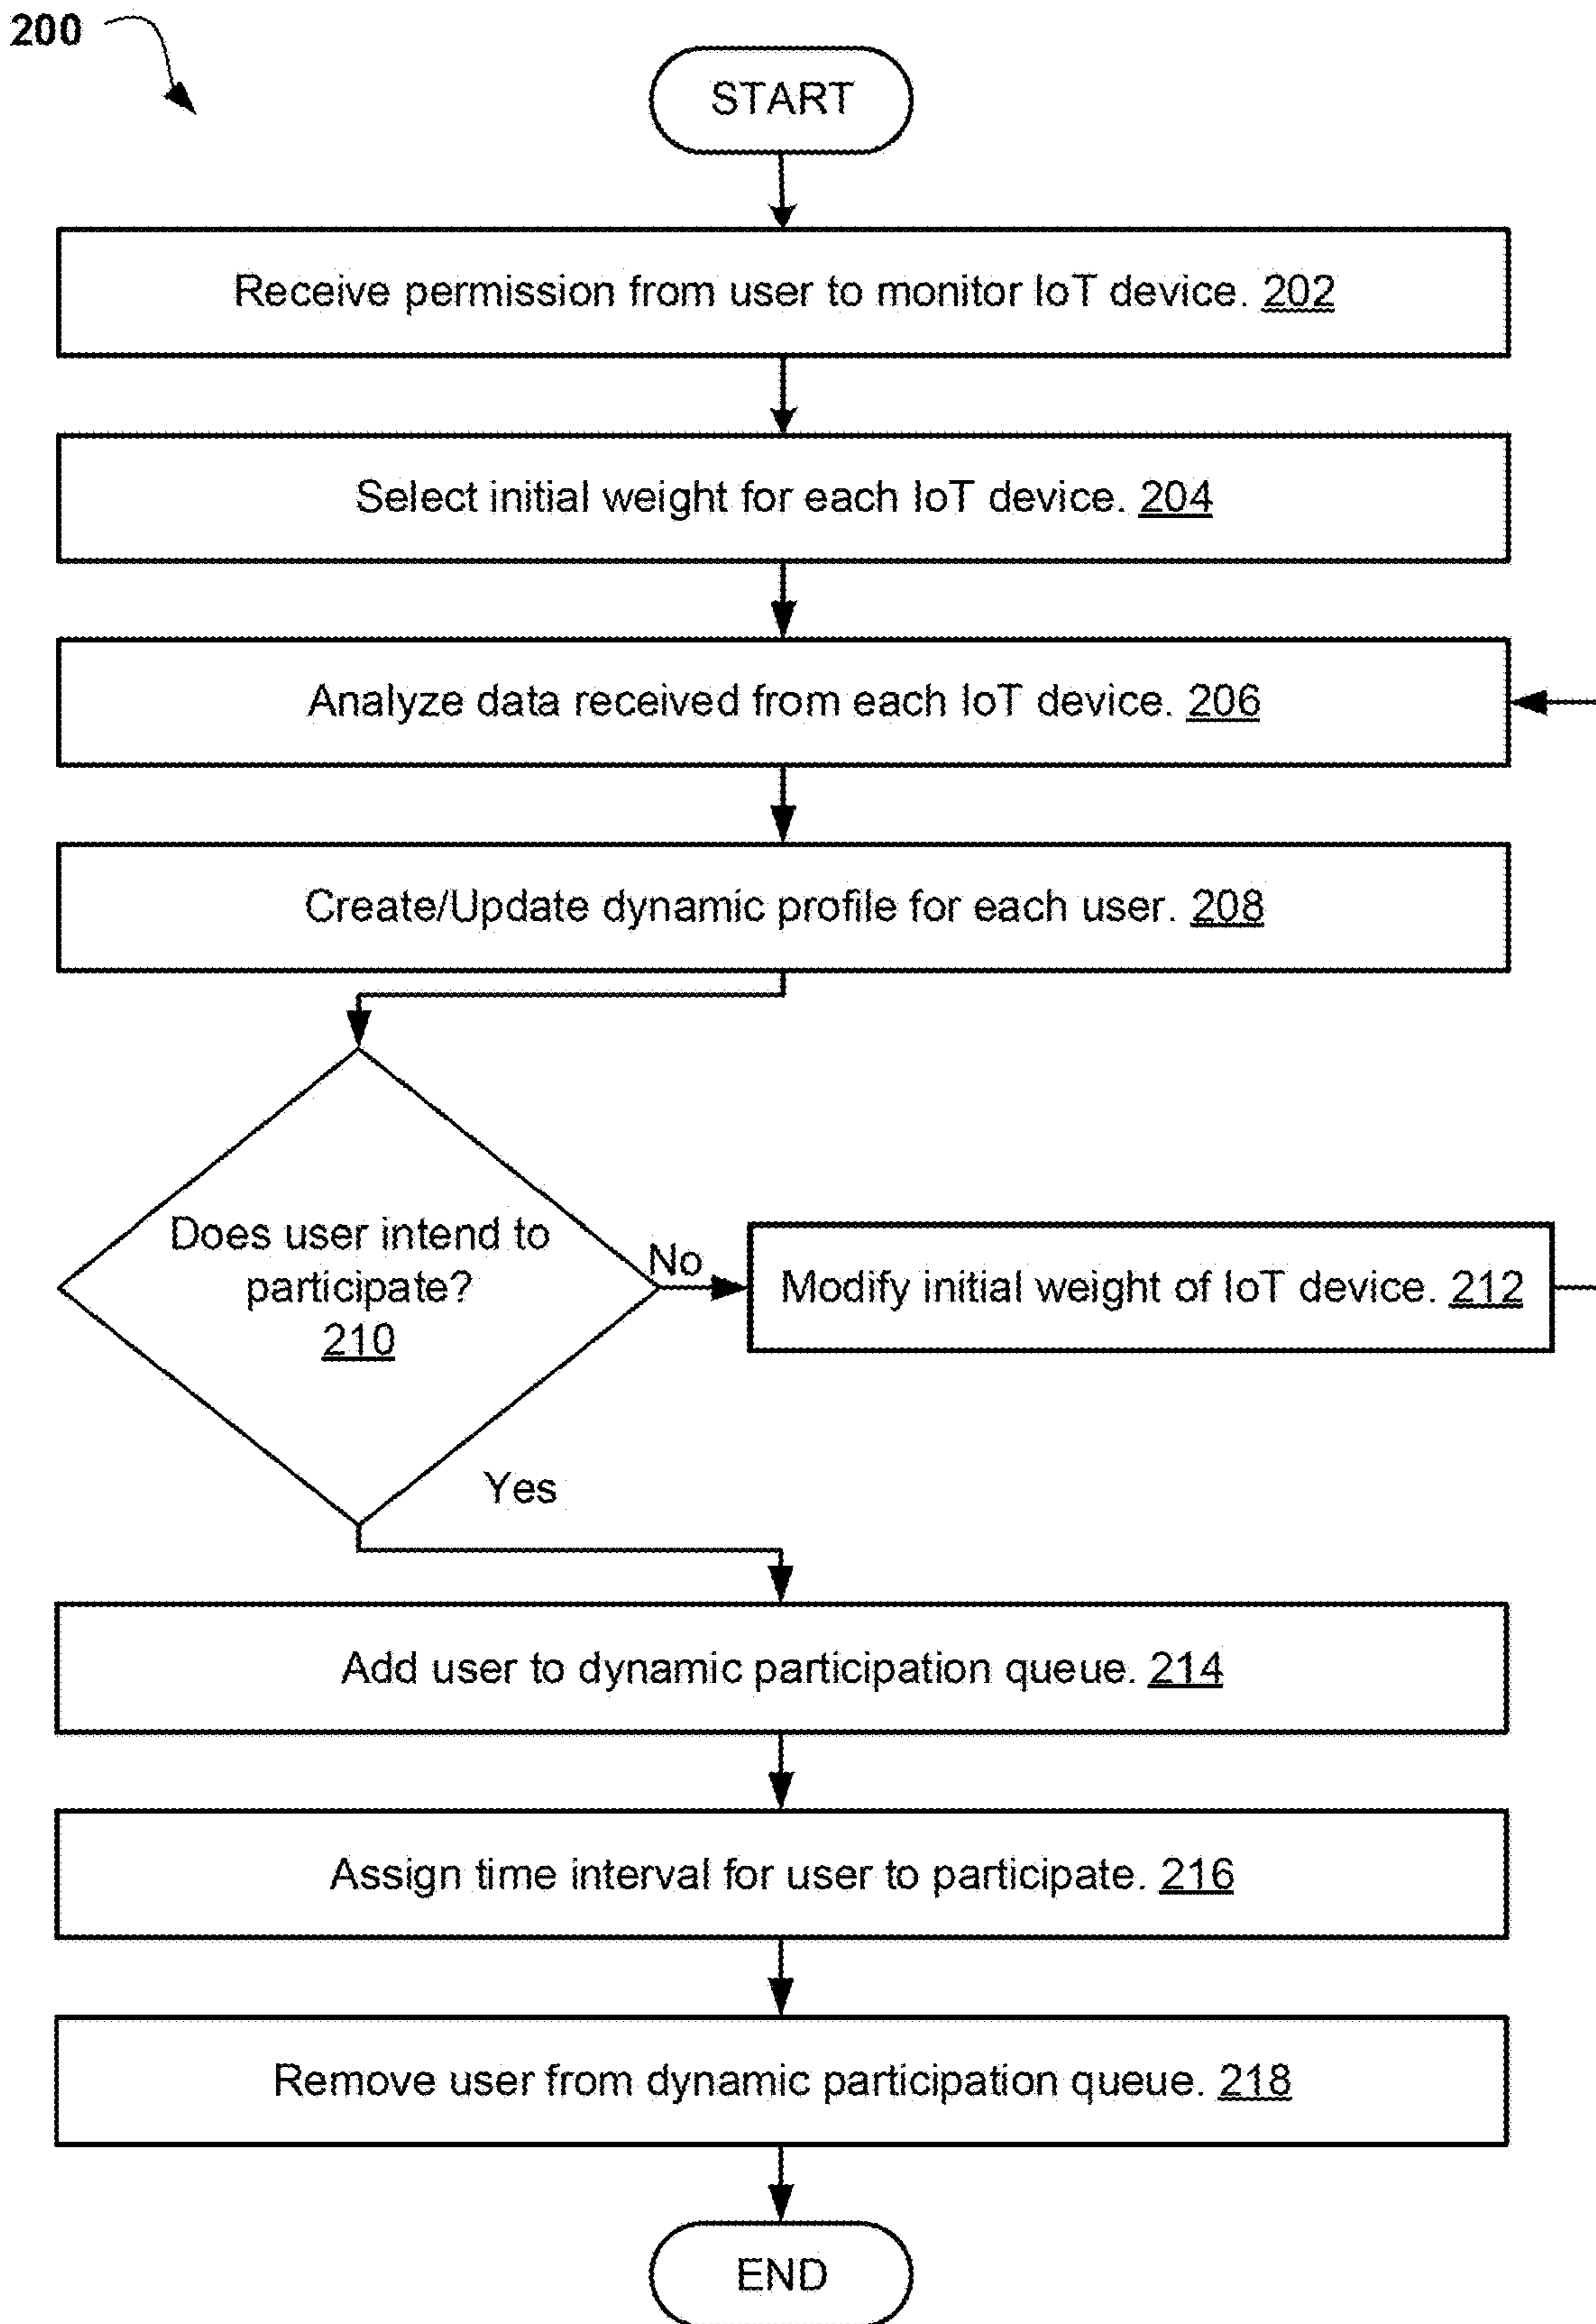 200
START
Receive permission from user to monitor IoT device. 202
Select initial weight for each IoT device. 204
Analyze data received from each IoT device. 206
Create/Update dynamic profile for each user. 208
Does user intend to
participate?
210
No
Modify initial weight of IoT device. 212
Yes
Add user to dynamic participation queue. 214
Assign time interval for user to participate. 216
Remove user from dynamic participation queue. 218
END